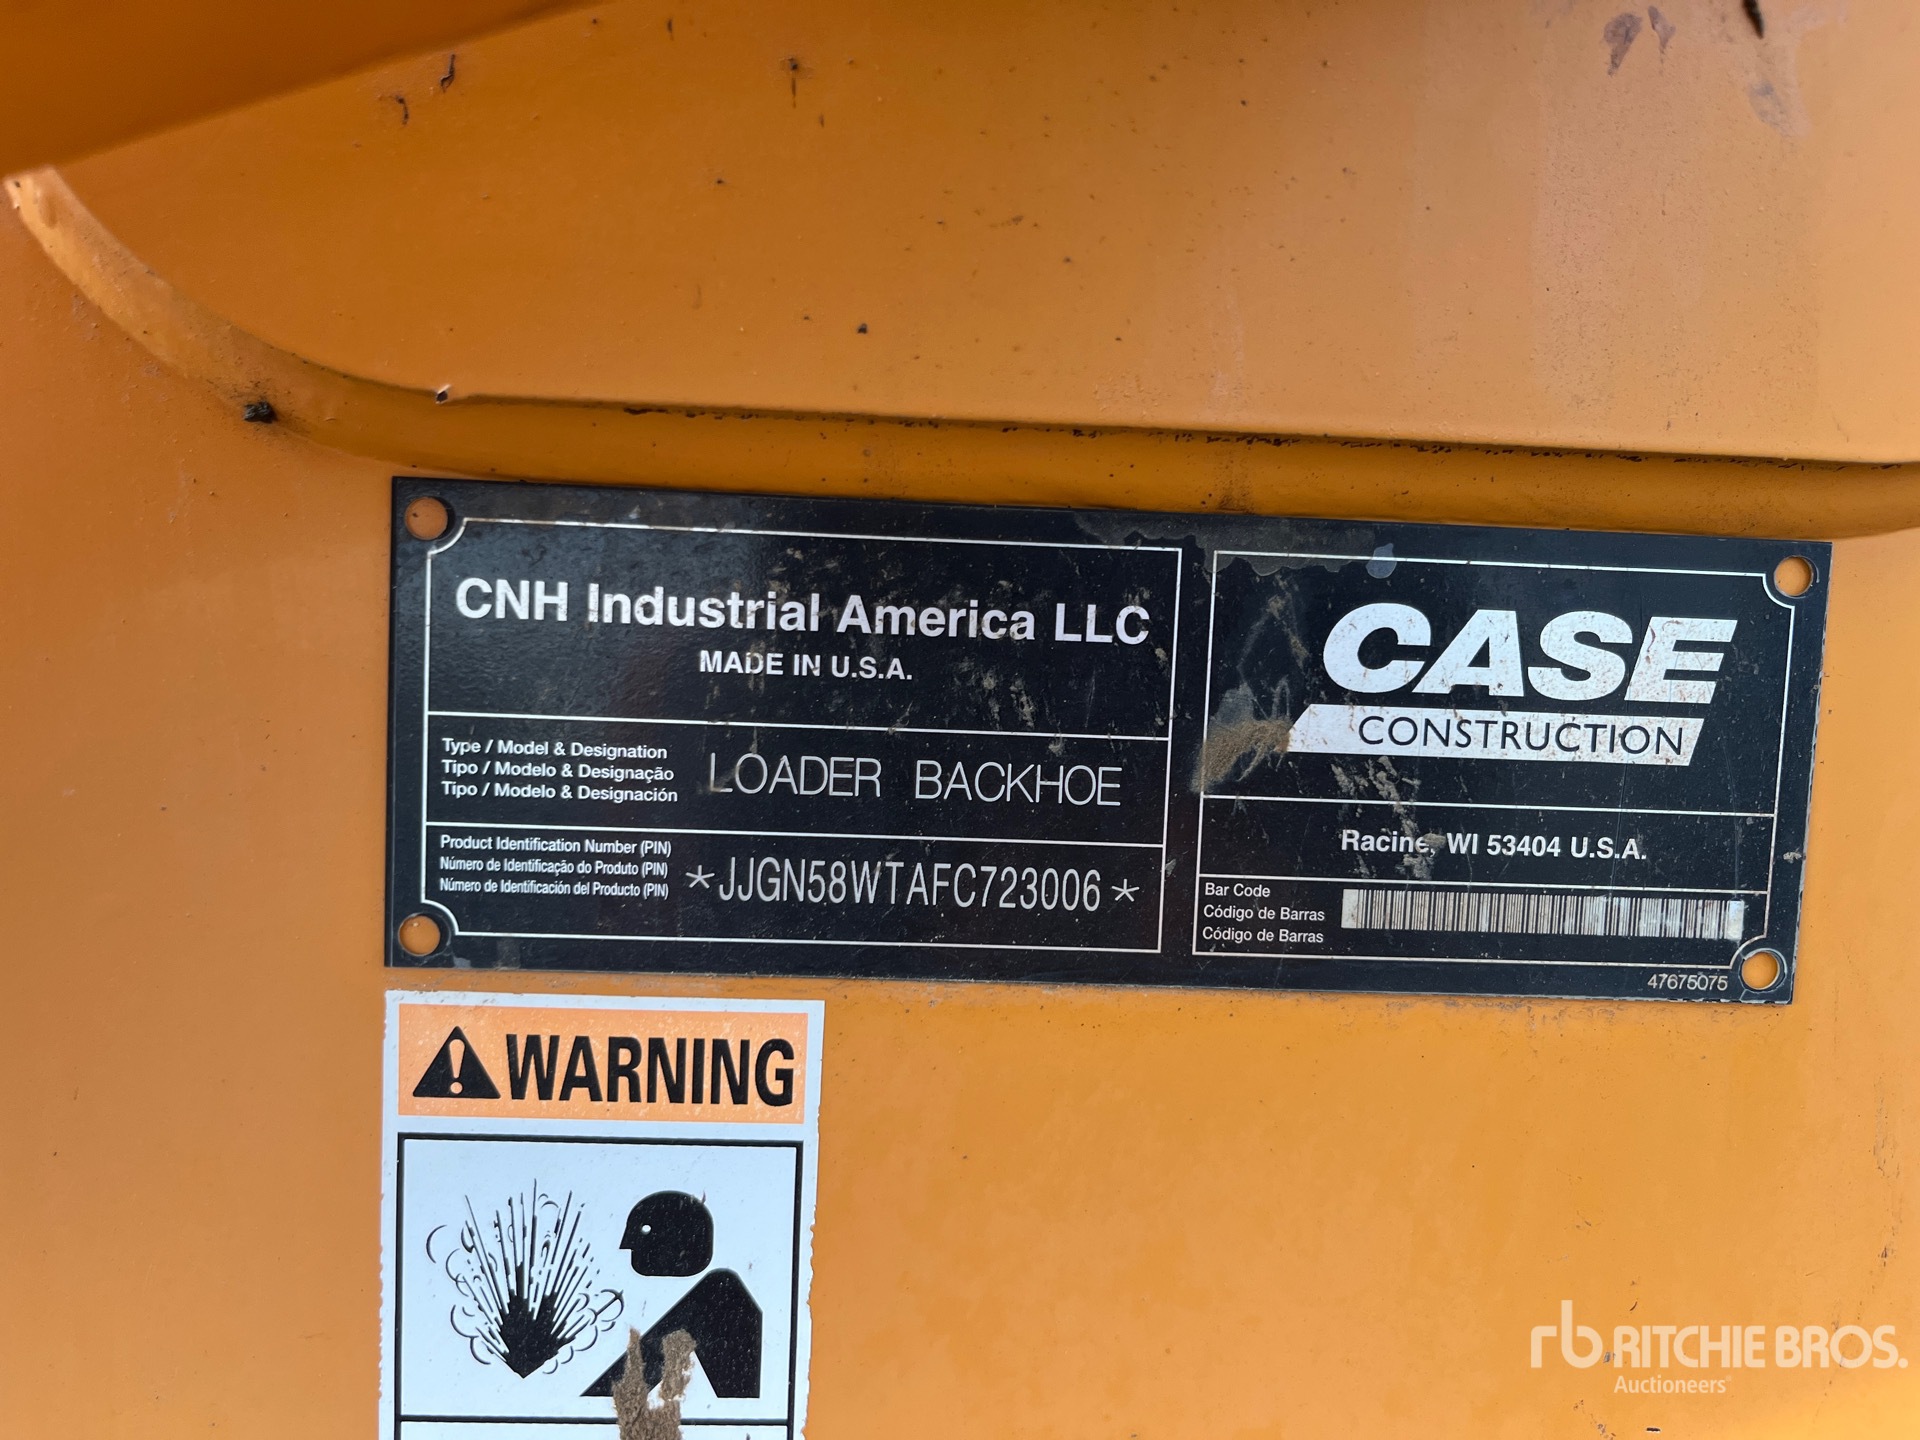 CNH Industrial America LLC
MADE IN U.S.A.
Type / Model & Designation
Tipo / Modelo & Designação
Tipo / Modelo & Designación
LOADER BACKHOE
Product Identification Number (PIN)
Número de Identificação do Produto (PIN)
Número de Identificación del Producto (PIN)
*JJGN58WTAFC723006*
CASE
CONSTRUCTION
Racine, WI 53404 U.S.A.
Bar Code
Código de Barras
Código de Barras
47675075
WARNING
rb RITCHIE BROS.
Auctioneers